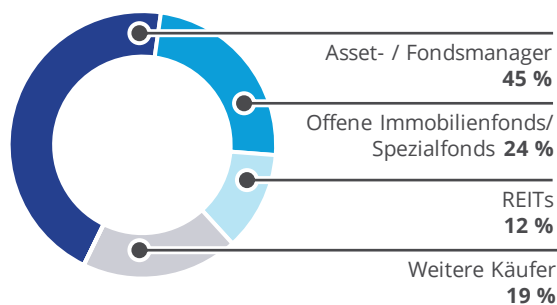 Asset- / Fondsmanager
45 %
Offene Immobilienfonds/
Spezialfonds 24 %
REITs
12 %
Weitere Käufer
19 %